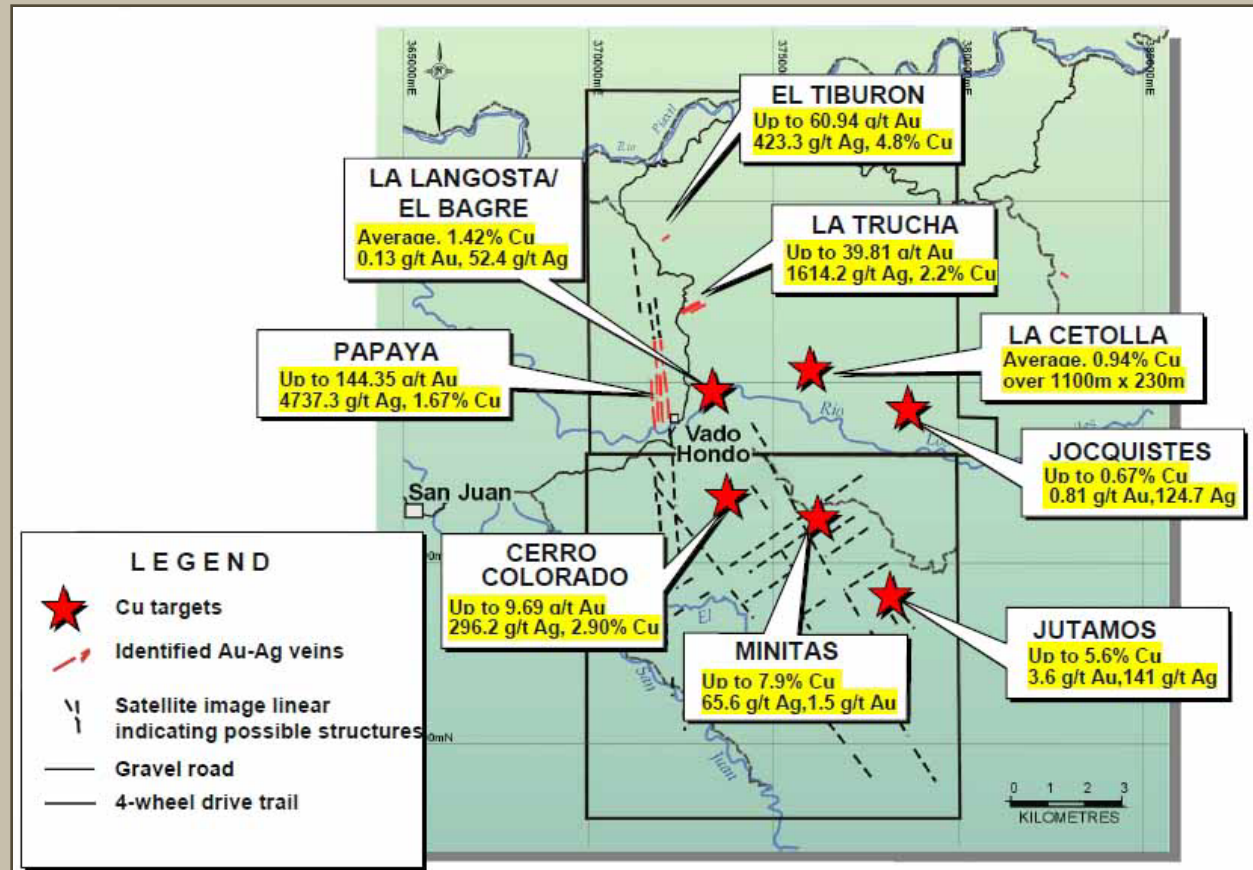 365000mE
370000mE
375000mE
380000mE
EL TIBURON
Up to 60.94 g/t Au
423.3 g/t Ag, 4.8% Cu
Rio
Piaxtl
LA LANGOSTA/
EL BAGRE
Average. 1.42% Cu
0.13 g/t Au, 52.4 g/t Ag
LA TRUCHA
Up to 39.81 g/t Au
1614.2 g/t Ag, 2.2% Cu
PAPAYA
Up to 144.35 g/t Au
4737.3 g/t Ag, 1.67% Cu
LA CETOLLA
Average. 0.94% Cu
over 1100m x 230m
Rio
Vado
Hondo
JOCQUISTES
Up to 0.67% Cu
0.81 g/t Au,124.7 Ag
San Juan
CERRO
COLORADO
Up to 9.69 g/t Au
296.2 g/t Ag, 2.90% Cu
El
San
juan
MINITAS
Up to 7.9% Cu
65.6 g/t Ag,1.5 g/t Au
JUTAMOS
Up to 5.6% Cu
3.6 g/t Au,141 g/t Ag
LEGEND
Cu targets
Identified Au-Ag veins
Satellite image linear
indicating possible structures
Gravel road
4-wheel drive trail
0 1 2 3
KILOMETRES